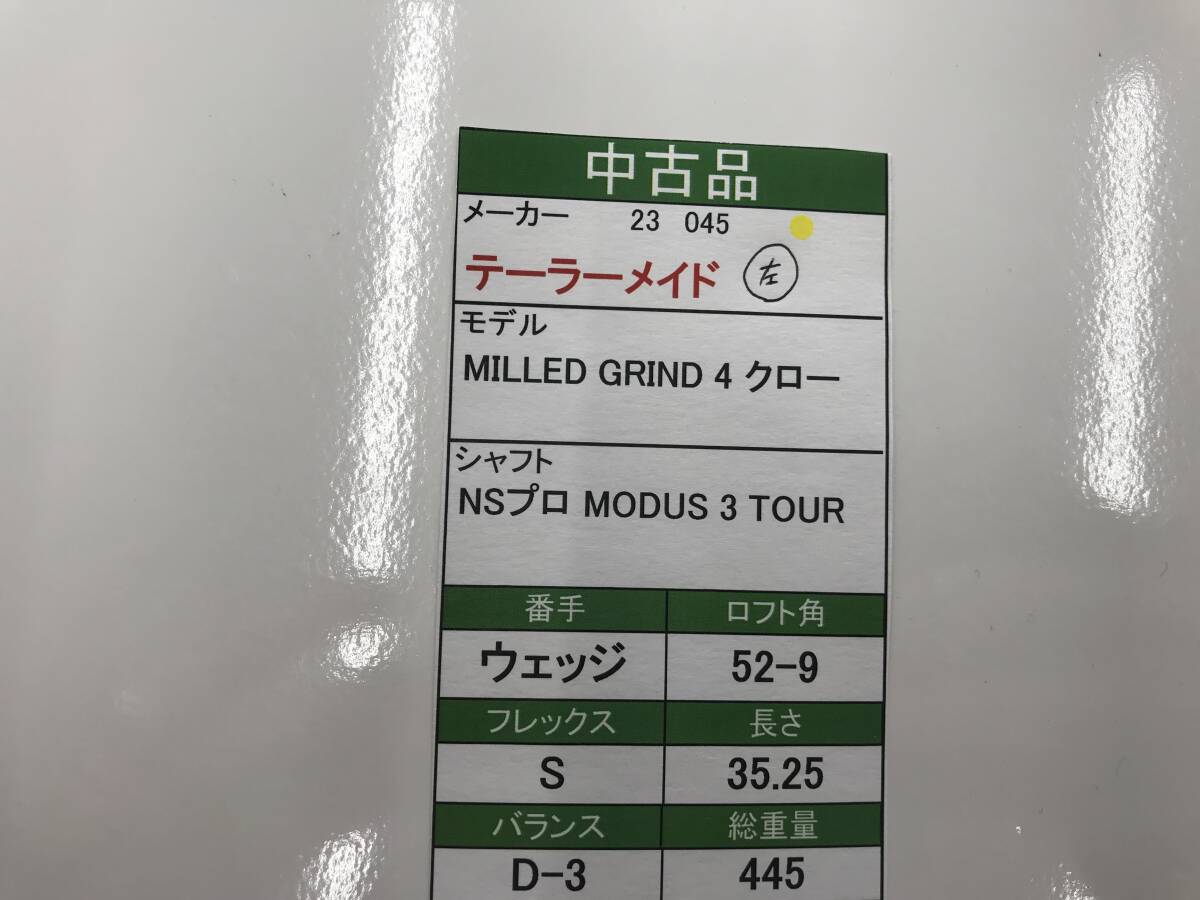 中古品
メーカー 23 045
テーラーメイド 左
モデル
MILLED GRIND 4 クロー
シャフト
NSプロ MODUS 3 TOUR
番手 ロフト角
ウェッジ 52-9
フレックス 長さ
S 35.25
バランス 総重量
D-3 445